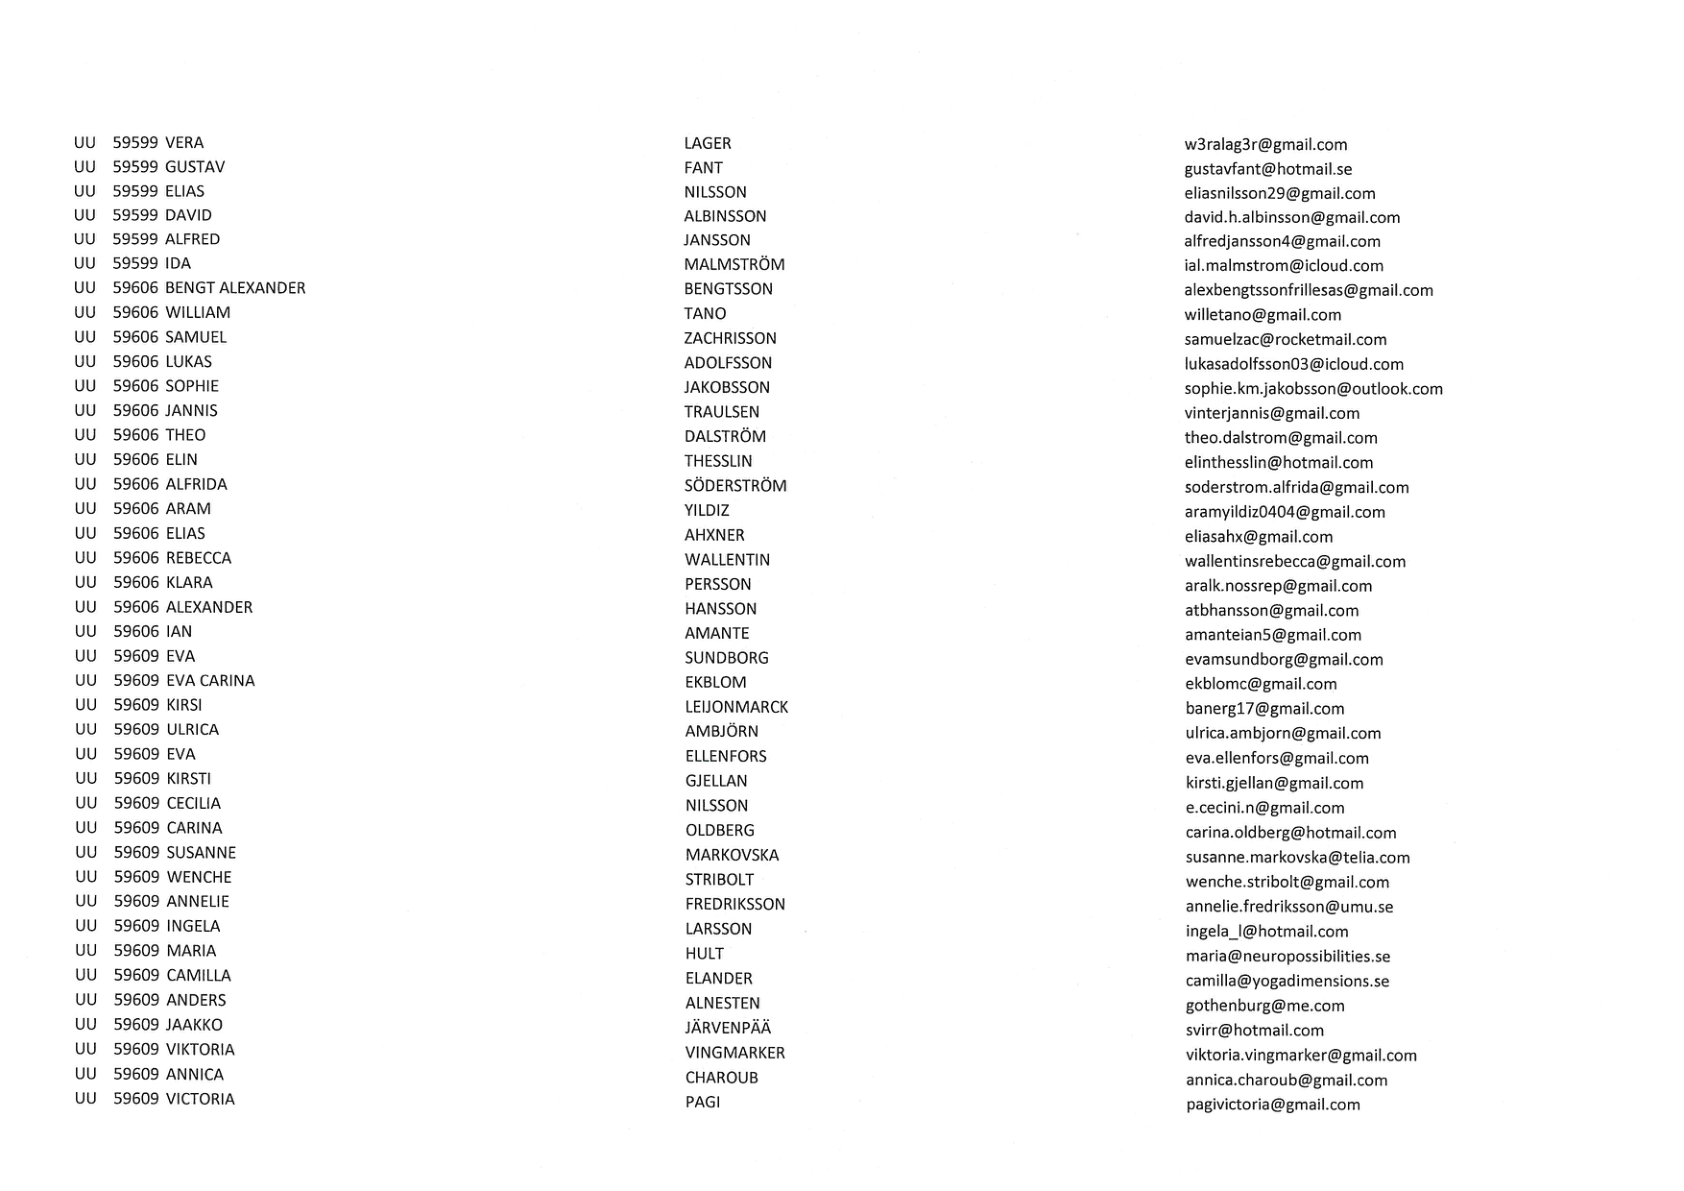 UU 59599 VERA LAGER w3ralag3r@gmail.com
UU 59599 GUSTAV FANT gustavfant@hotmail.se
UU 59599 ELIAS NILSSON eliasnilsson29@gmail.com
UU 59599 DAVID ALBINSSON david.h.albinsson@gmail.com
UU 59599 ALFRED JANSSON alfredjansson4@gmail.com
UU 59599 IDA MALMSTRÖM ial.malmstrom@icloud.com
UU 59606 BENGT ALEXANDER BENGTSSON alexbengtssonfrillesas@gmail.com
UU 59606 WILLIAM TANO willetano@gmail.com
UU 59606 SAMUEL ZACHRISSON samuelzac@rocketmail.com
UU 59606 LUKAS ADOLFSSON lukasadolfsson03@icloud.com
UU 59606 SOPHIE JAKOBSSON sophie.km.jakobsson@outlook.com
UU 59606 JANNIS TRAULSEN vinterjannis@gmail.com
UU 59606 THEO DALSTRÖM theo.dalstrom@gmail.com
UU 59606 ELIN THESSLIN elinthesslin@hotmail.com
UU 59606 ALFRIDA SÖDERSTRÖM soderstrom.alfrida@gmail.com
UU 59606 ARAM YILDIZ aramyildiz0404@gmail.com
UU 59606 ELIAS AHXNER eliasahx@gmail.com
UU 59606 REBECCA WALLENTIN wallentinsrebecca@gmail.com
UU 59606 KLARA PERSSON aralk.nossrep@gmail.com
UU 59606 ALEXANDER HANSSON atbhansson@gmail.com
UU 59606 IAN AMANTE amanteian5@gmail.com
UU 59609 EVA SUNDBORG evamsundborg@gmail.com
UU 59609 EVA CARINA EKBLOM ekblomc@gmail.com
UU 59609 KIRSI LEIJONMARCK banerg17@gmail.com
UU 59609 ULRICA AMBJÖRN ulrica.ambjorn@gmail.com
UU 59609 EVA ELLENFORS eva.ellenfors@gmail.com
UU 59609 KIRSTI GJELLAN kirsti.gjellan@gmail.com
UU 59609 CECILIA NILSSON e.cecini.n@gmail.com
UU 59609 CARINA OLDBERG carina.oldberg@hotmail.com
UU 59609 SUSANNE MARKOVSKA susanne.markovska@telia.com
UU 59609 WENCHE STRIBOLT wenche.stribolt@gmail.com
UU 59609 ANNELIE FREDRIKSSON annelie.fredriksson@umu.se
UU 59609 INGELA LARSSON ingela_l@hotmail.com
UU 59609 MARIA HULT maria@neuropossibilities.se
UU 59609 CAMILLA ELANDER camilla@yogadimensions.se
UU 59609 ANDERS ALNESTEN gothenburg@me.com
UU 59609 JAAKKO JÄRVENPÄÄ svirr@hotmail.com
UU 59609 VIKTORIA VINGMARKER viktoria.vingmarker@gmail.com
UU 59609 ANNICA CHAROUB annica.charoub@gmail.com
UU 59609 VICTORIA PAGI pagivictoria@gmail.com